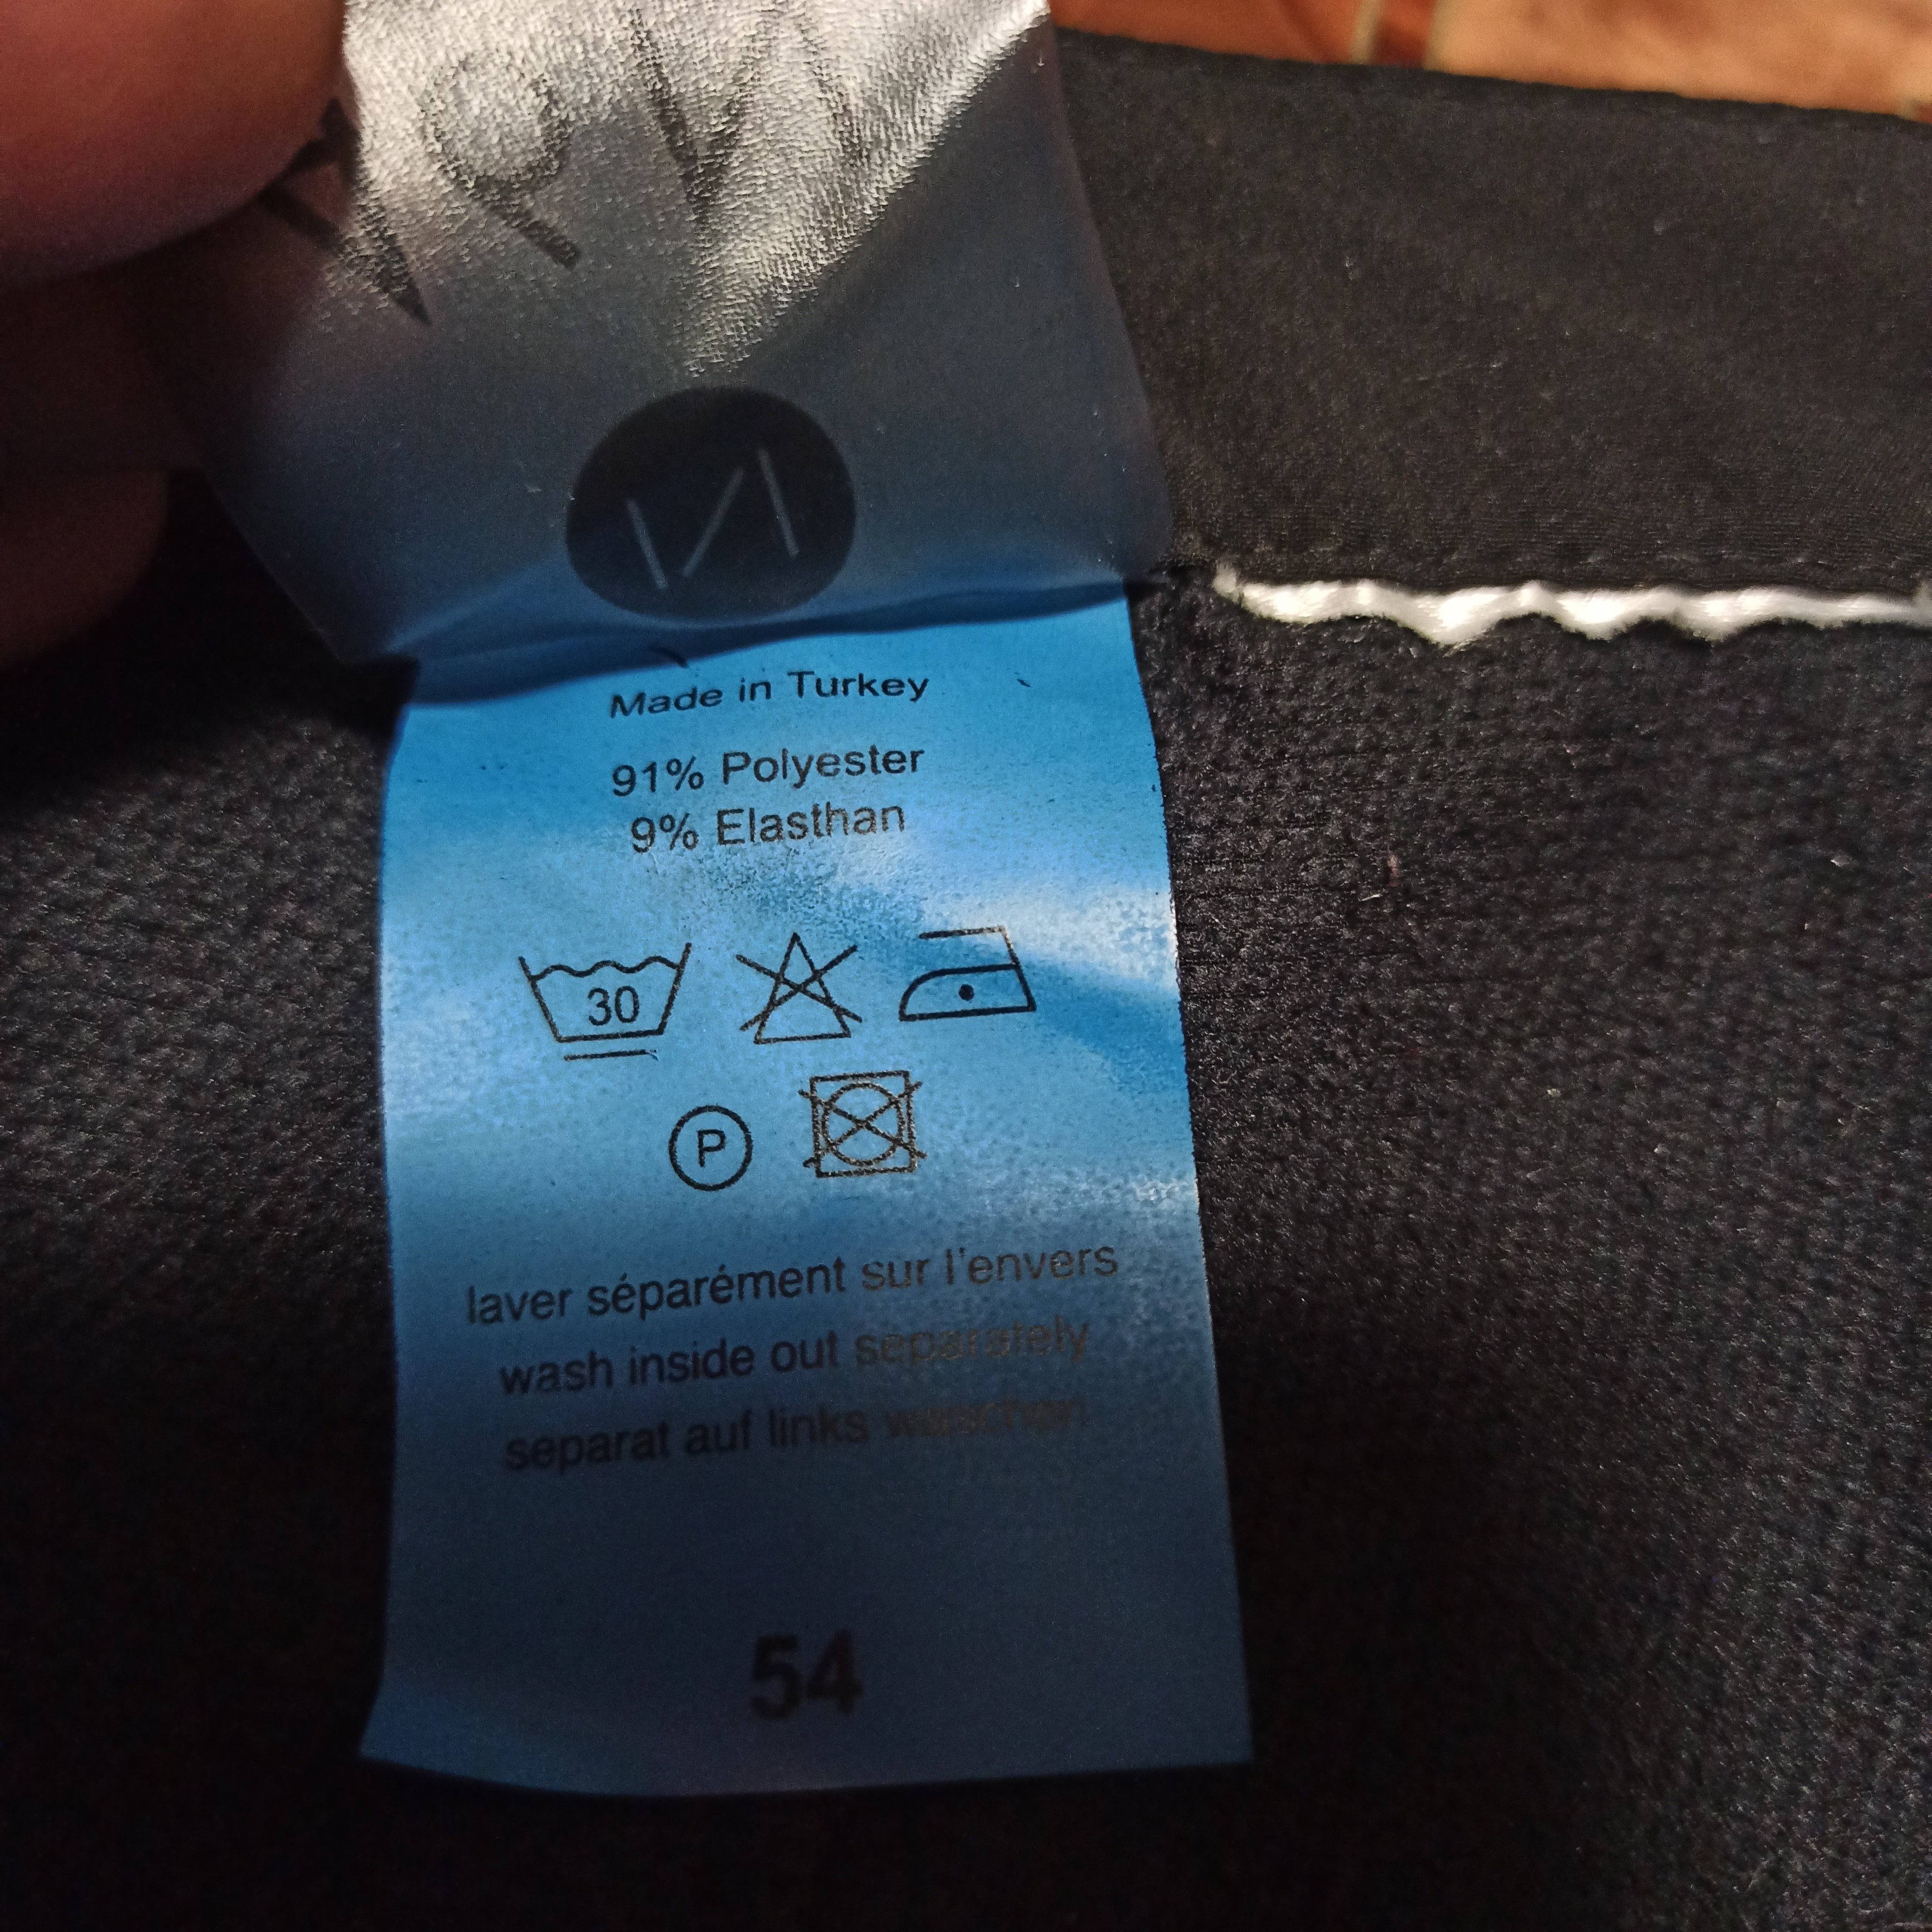 Made in Turkey
91% Polyester
9% Elasthan
30
P
laver séparément sur l'envers
wash inside out separately
separat auf links waschen
54